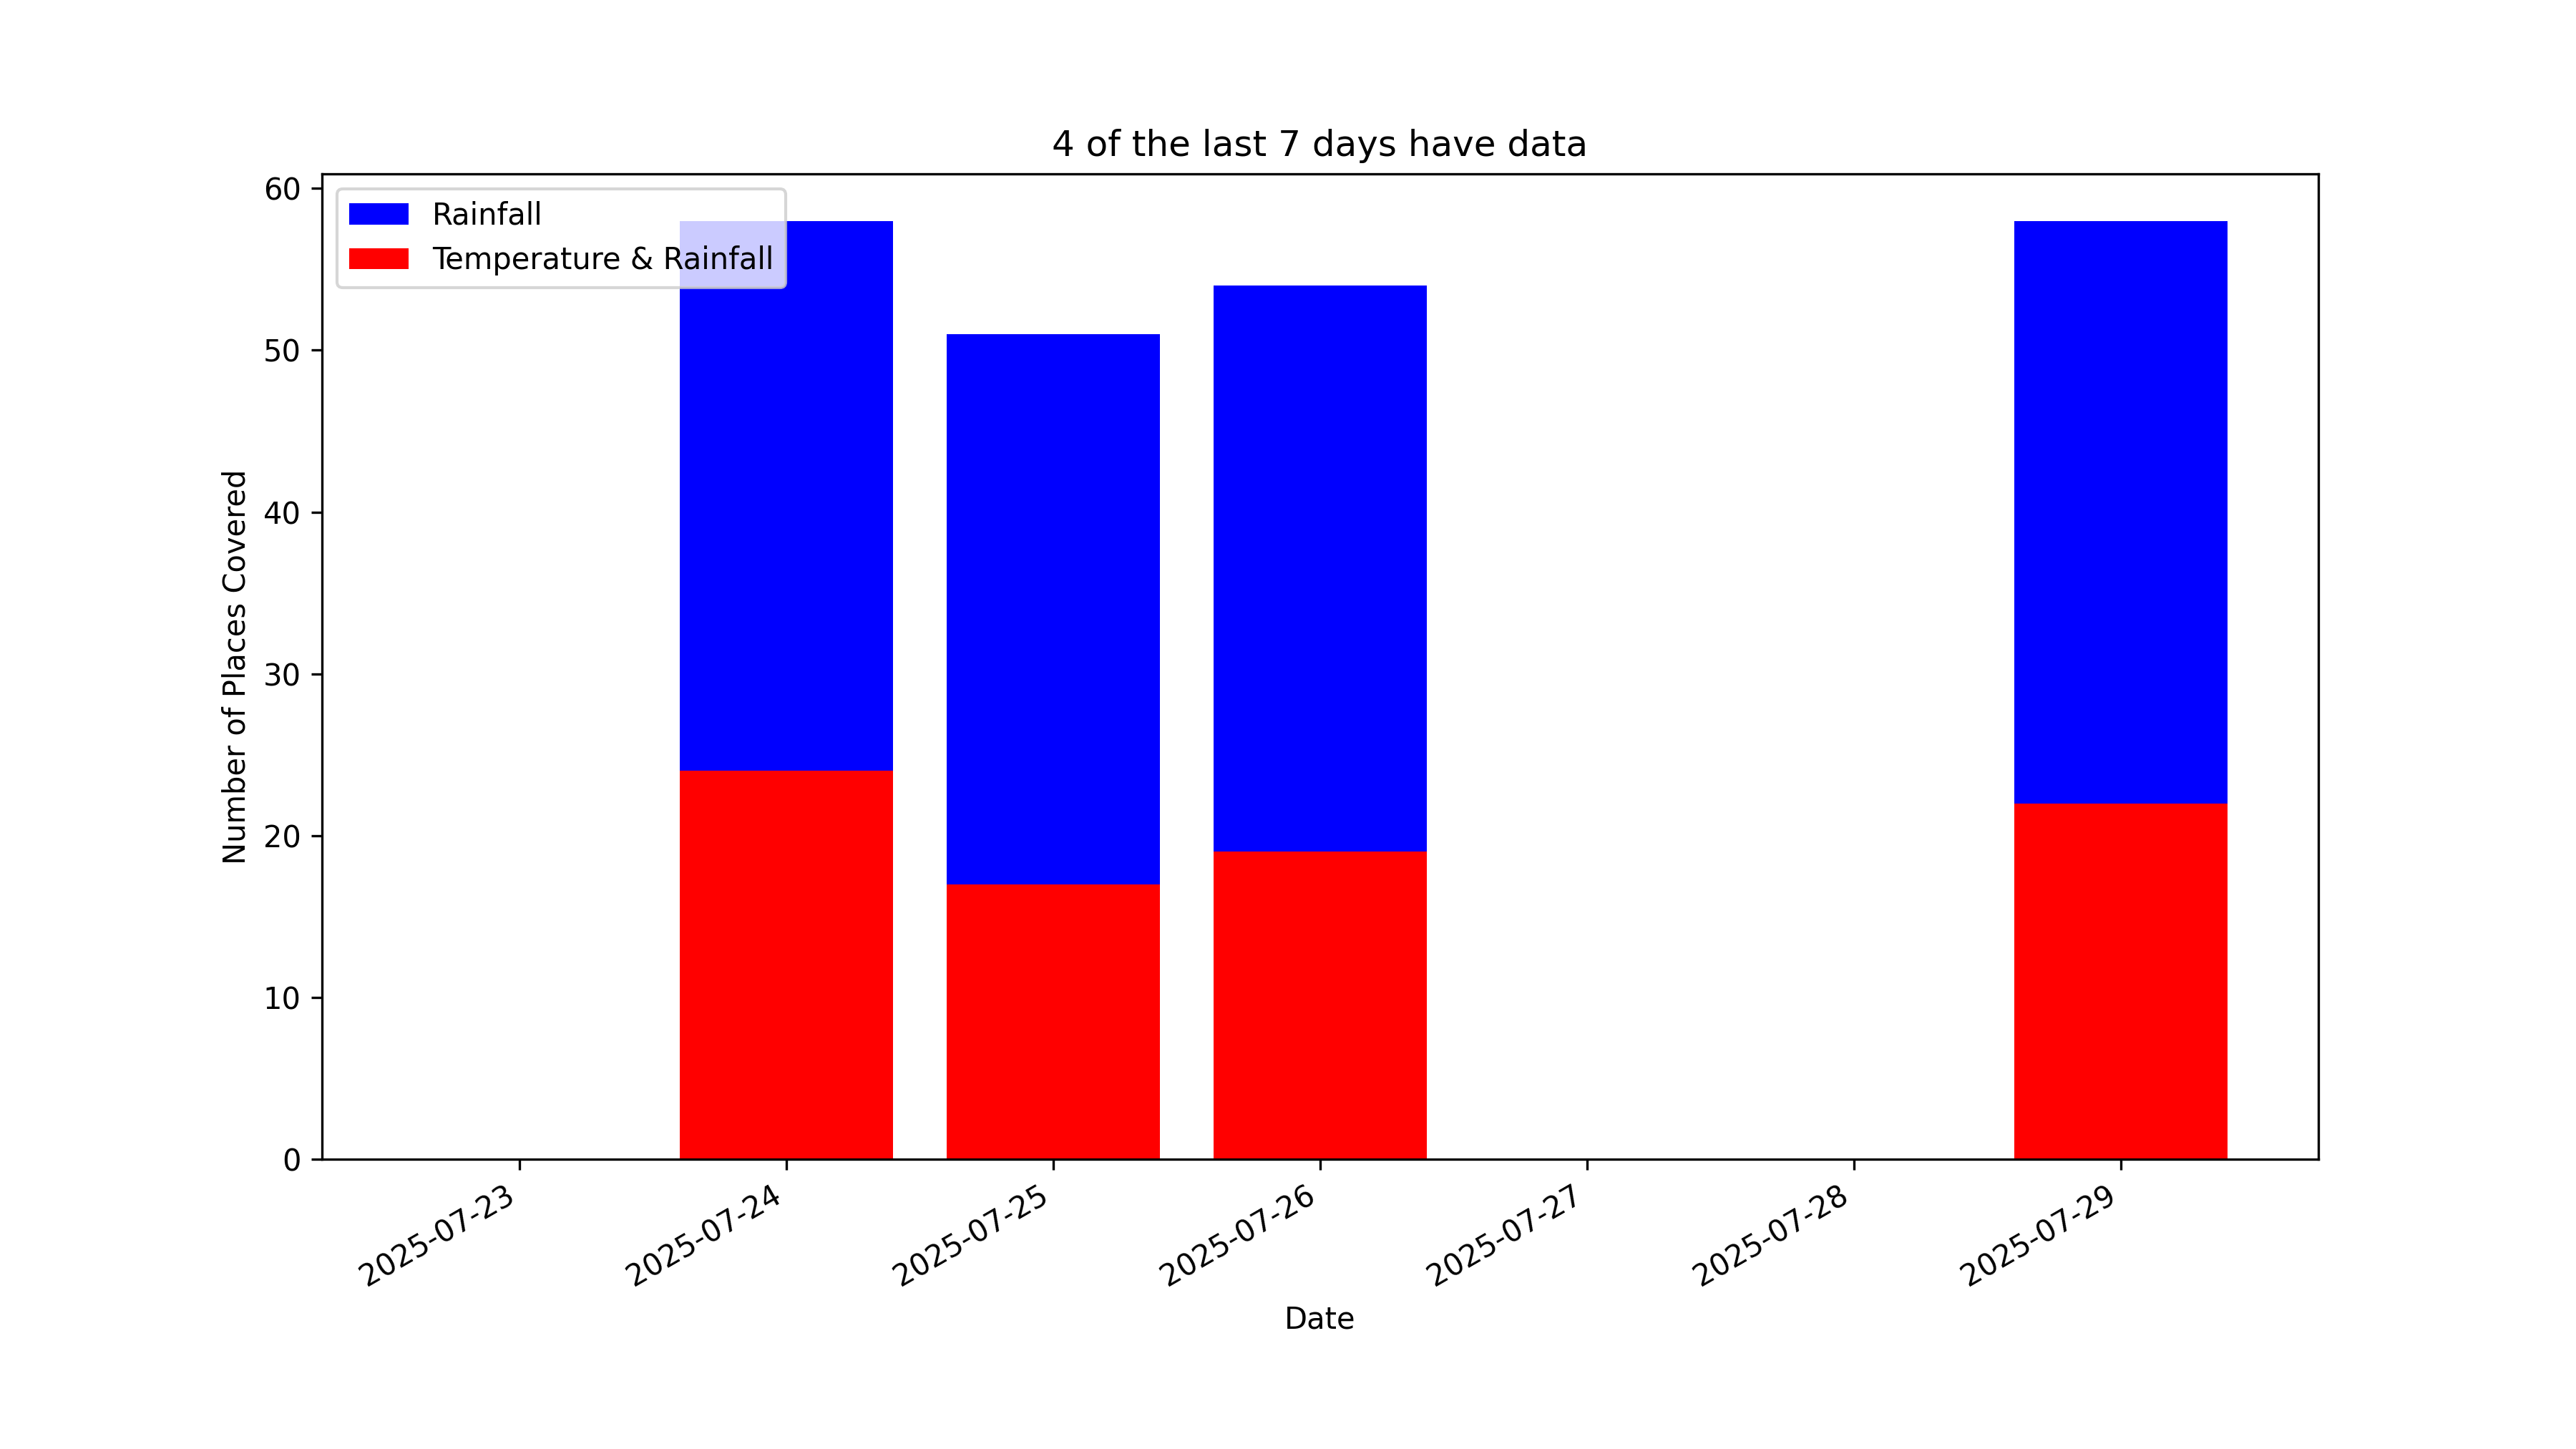 4 of the last 7 days have data
Rainfall
Temperature & Rainfall
Number of Places Covered
60
50
40
30
20
10
0
2025-07-23
2025-07-24
2025-07-25
2025-07-26
2025-07-27
2025-07-28
2025-07-29
Date